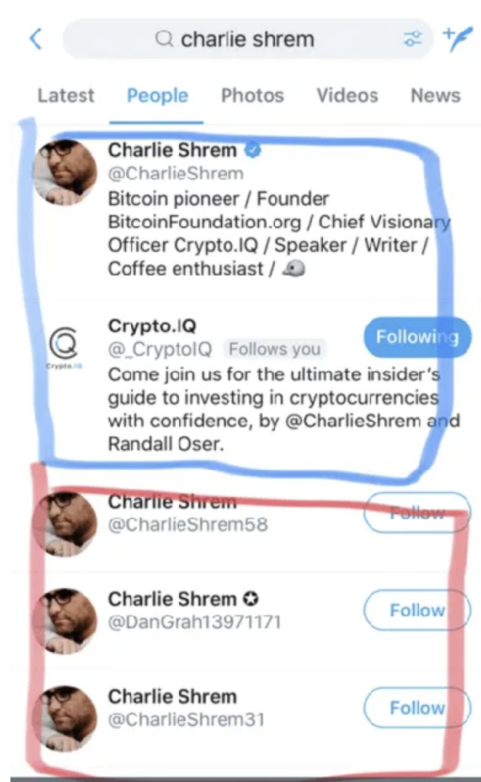 charlie shrem
Latest People Photos Videos News
Charlie Shrem
@CharlieShrem
Bitcoin pioneer / Founder
BitcoinFoundation.org / Chief Visionary
Officer Crypto.IQ / Speaker / Writer /
Coffee enthusiast /
Crypto.IQ
Following
@_CryptoIQ Follows you
Crypto.IQ
Come join us for the ultimate insider's
guide to investing in cryptocurrencies
with confidence, by @CharlieShrem and
Randall Oser.
Charlie Shrem
Follow
@CharlieShrem58
Charlie Shrem ✪
Follow
@DanGrah13971171
Charlie Shrem
Follow
@CharlieShrem31